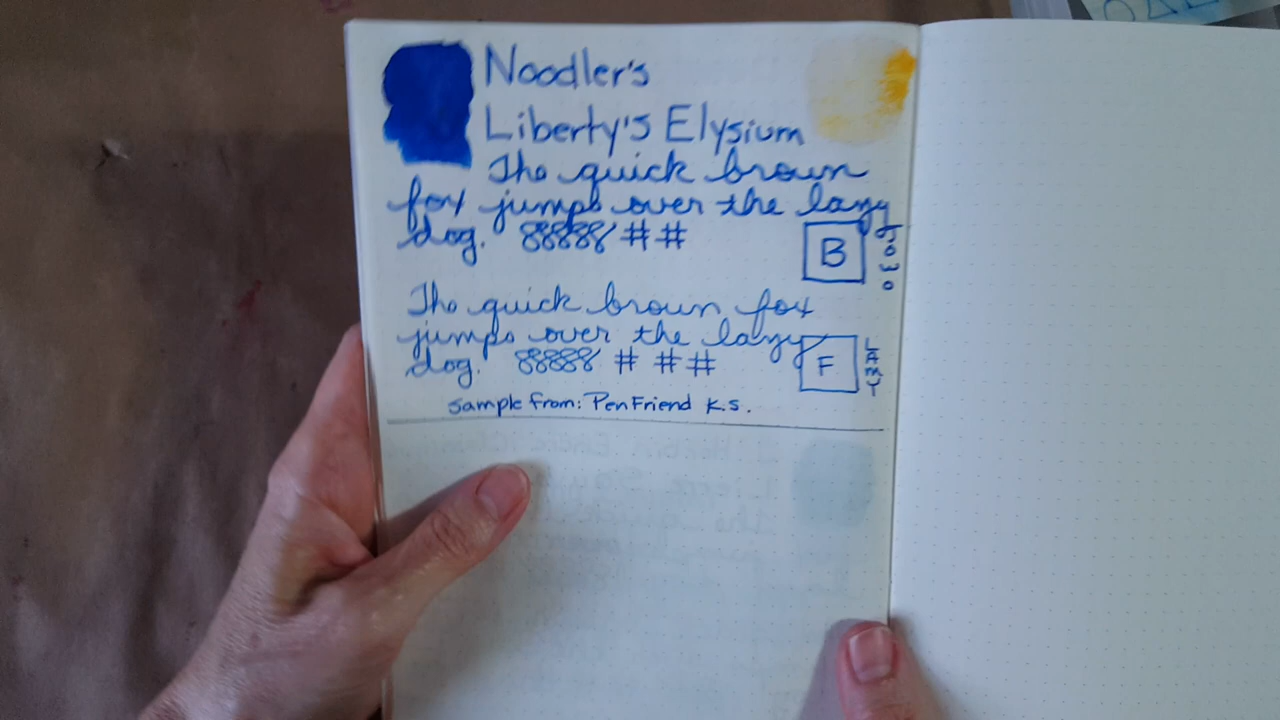 Noodler's
Liberty's Elysium
The quick brown
fox jumps over the lazy
dog. 88888 # #
B
The quick brown fox
jumps over the lazy
dog. 88888 # # #
F
LAMY
Sample from: PenFriend K.S.